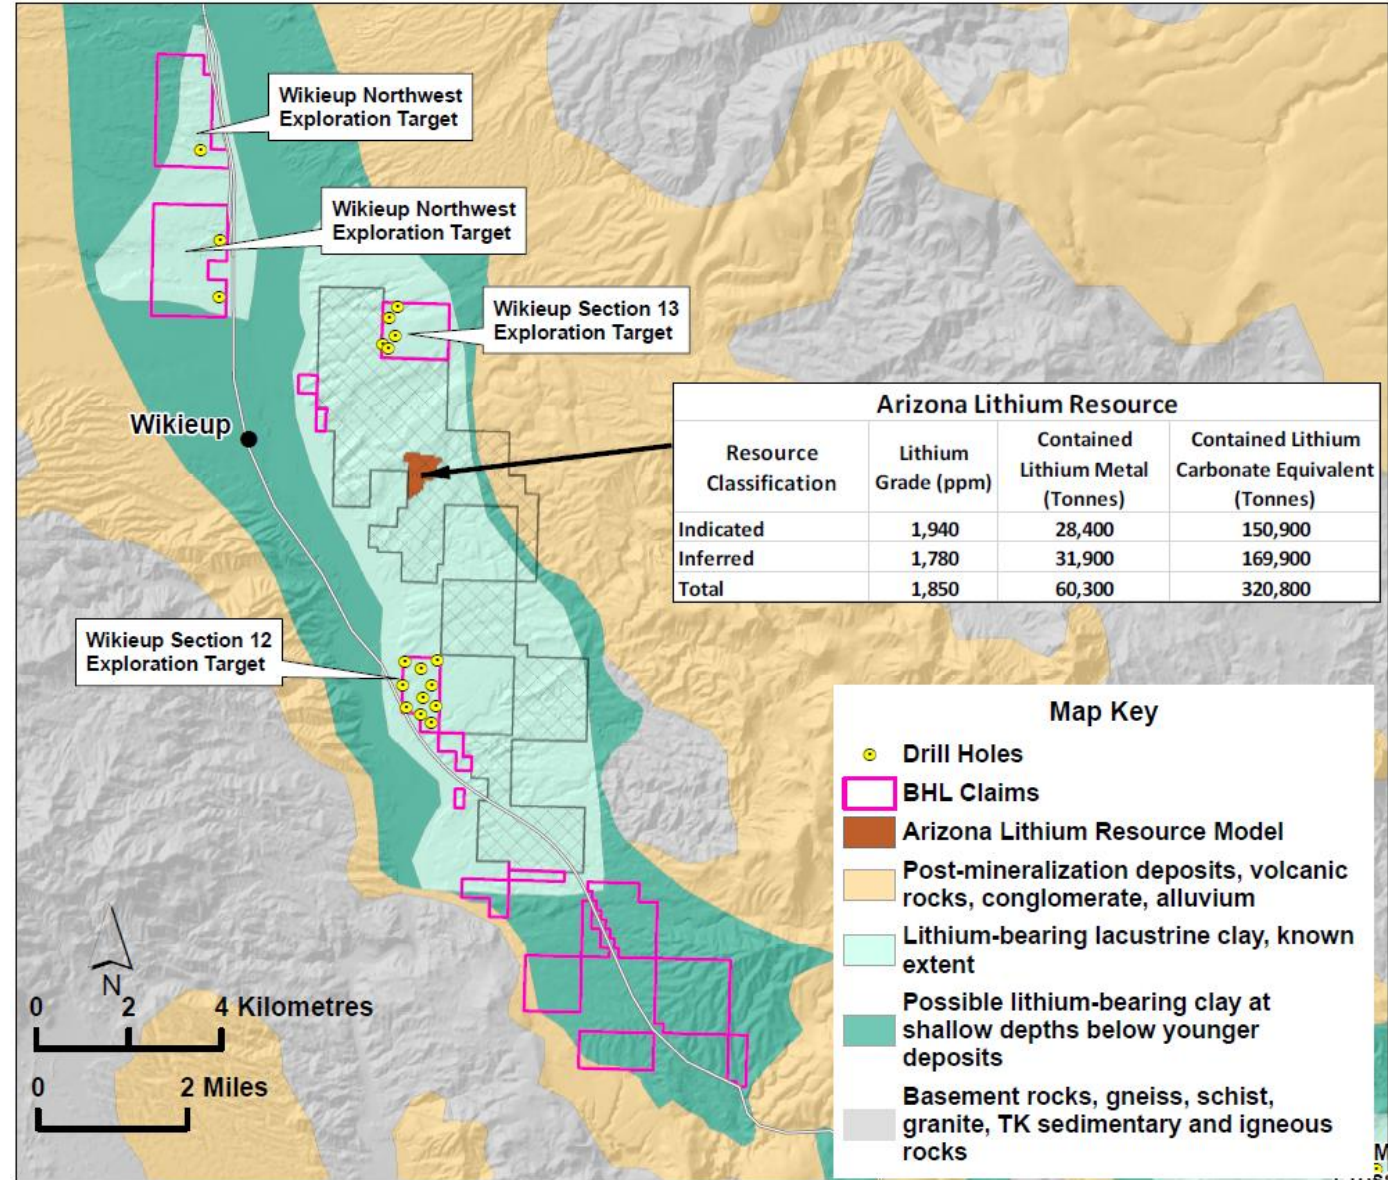 Wikieup Northwest
Exploration Target
Wikieup Northwest
Exploration Target
Wikieup Section 13
Exploration Target
Wikieup
Arizona Lithium Resource
Resource
Classification
Lithium
Grade (ppm)
Contained
Lithium Metal
(Tonnes)
Contained Lithium
Carbonate Equivalent
(Tonnes)
Indicated 1,940 28,400 150,900
Inferred 1,780 31,900 169,900
Total 1,850 60,300 320,800
Wikieup Section 12
Exploration Target
Map Key
Drill Holes
BHL Claims
Arizona Lithium Resource Model
Post-mineralization deposits, volcanic
rocks, conglomerate, alluvium
Lithium-bearing lacustrine clay, known
extent
Possible lithium-bearing clay at
shallow depths below younger
deposits
Basement rocks, gneiss, schist,
granite, TK sedimentary and igneous
rocks
N
0 2 4 Kilometres
0 2 Miles
M